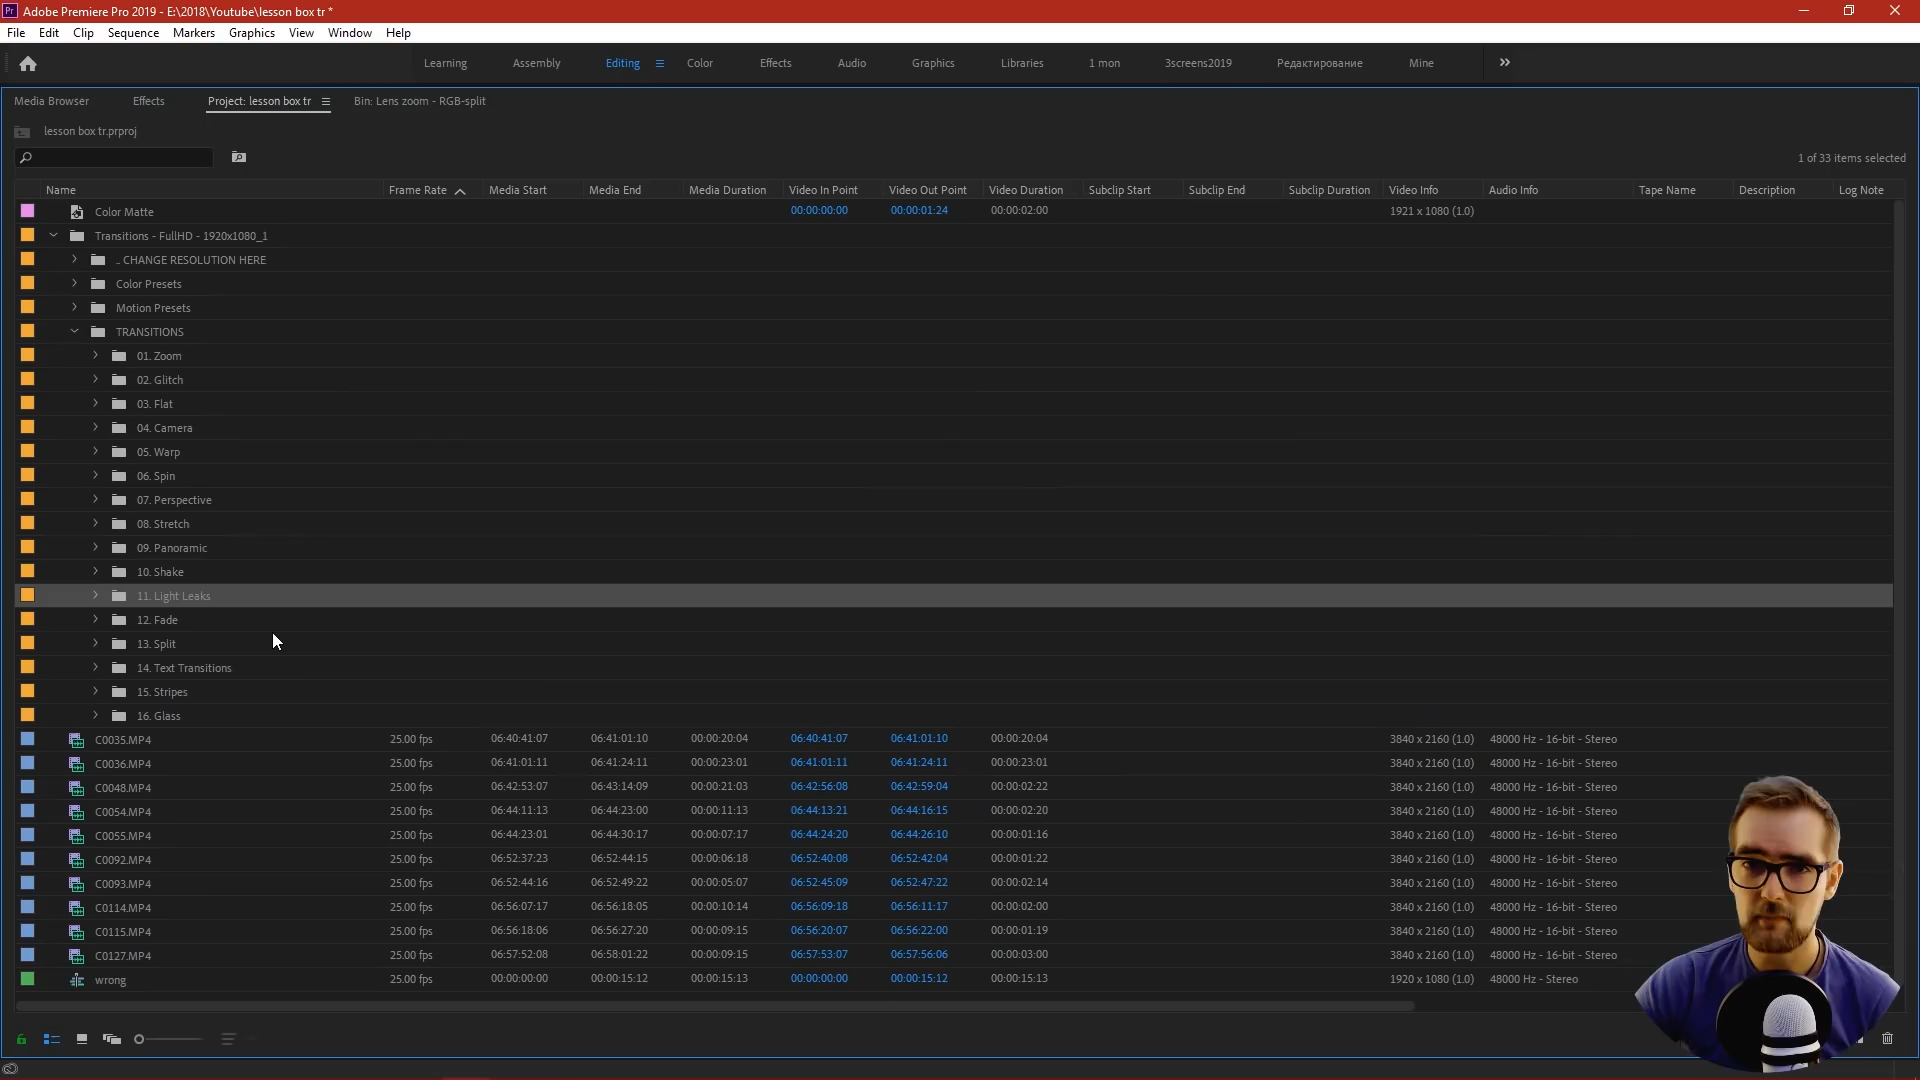 Pr Adobe Premiere Pro 2019 - E:\2018\Youtube\lesson box tr *
File Edit Clip Sequence Markers Graphics View Window Help
Learning Assembly Editing Color Effects Audio Graphics Libraries 1 mon 3screens2019 Редактирование Mine
Media Browser Effects Project: lesson box tr Bin: Lens zoom - RGB-split
lesson box tr.prproj
1 of 33 items selected
Name Frame Rate Media Start Media End Media Duration Video In Point Video Out Point Video Duration Subclip Start Subclip End Subclip Duration Video Info Audio Info Tape Name Description Log Note
Color Matte 00:00:00:00 00:00:01:24 00:00:02:00 1921 x 1080 (1.0)
Transitions - FullHD - 1920x1080_1
_ CHANGE RESOLUTION HERE
Color Presets
Motion Presets
TRANSITIONS
01. Zoom
02. Glitch
03. Flat
04. Camera
05. Warp
06. Spin
07. Perspective
08. Stretch
09. Panoramic
10. Shake
11. Light Leaks
12. Fade
13. Split
14. Text Transitions
15. Stripes
16. Glass
C0035.MP4 25.00 fps 06:40:41:07 06:41:01:10 00:00:20:04 06:40:41:07 06:41:01:10 00:00:20:04 3840 x 2160 (1.0) 48000 Hz - 16-bit - Stereo
C0036.MP4 25.00 fps 06:41:01:11 06:41:24:11 00:00:23:01 06:41:01:11 06:41:24:11 00:00:23:01 3840 x 2160 (1.0) 48000 Hz - 16-bit - Stereo
C0048.MP4 25.00 fps 06:42:53:07 06:43:14:09 00:00:21:03 06:42:56:08 06:42:59:04 00:00:02:22 3840 x 2160 (1.0) 48000 Hz - 16-bit - Stereo
C0054.MP4 25.00 fps 06:44:11:13 06:44:23:00 00:00:11:13 06:44:13:21 06:44:16:15 00:00:02:20 3840 x 2160 (1.0) 48000 Hz - 16-bit - Stereo
C0055.MP4 25.00 fps 06:44:23:01 06:44:30:17 00:00:07:17 06:44:24:20 06:44:26:10 00:00:01:16 3840 x 2160 (1.0) 48000 Hz - 16-bit - Stereo
C0092.MP4 25.00 fps 06:52:37:23 06:52:44:15 00:00:06:18 06:52:40:08 06:52:42:04 00:00:01:22 3840 x 2160 (1.0) 48000 Hz - 16-bit - Stereo
C0093.MP4 25.00 fps 06:52:44:16 06:52:49:22 00:00:05:07 06:52:45:09 06:52:47:22 00:00:02:14 3840 x 2160 (1.0) 48000 Hz - 16-bit - Stereo
C0114.MP4 25.00 fps 06:56:07:17 06:56:18:05 00:00:10:14 06:56:09:18 06:56:11:17 00:00:02:00 3840 x 2160 (1.0) 48000 Hz - 16-bit - Stereo
C0115.MP4 25.00 fps 06:56:18:06 06:56:27:20 00:00:09:15 06:56:20:07 06:56:22:00 00:00:01:19 3840 x 2160 (1.0) 48000 Hz - 16-bit - Stereo
C0127.MP4 25.00 fps 06:57:52:08 06:58:01:22 00:00:09:15 06:57:53:07 06:57:56:06 00:00:03:00 3840 x 2160 (1.0) 48000 Hz - 16-bit - Stereo
wrong 25.00 fps 00:00:00:00 00:00:15:12 00:00:15:13 00:00:00:00 00:00:15:12 00:00:15:13 1920 x 1080 (1.0) 48000 Hz - Stereo